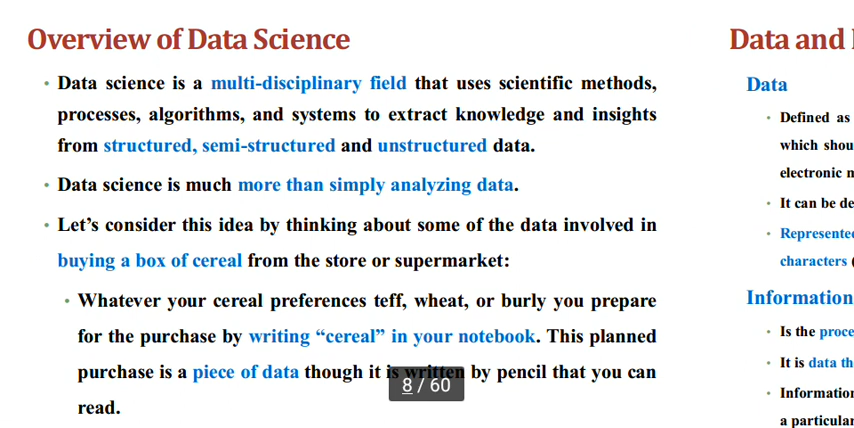 Overview of Data Science
• Data science is a multi-disciplinary field that uses scientific methods,
processes, algorithms, and systems to extract knowledge and insights
from structured, semi-structured and unstructured data.
• Data science is much more than simply analyzing data.
• Let’s consider this idea by thinking about some of the data involved in
buying a box of cereal from the store or supermarket:
• Whatever your cereal preferences teff, wheat, or burly you prepare
for the purchase by writing “cereal” in your notebook. This planned
purchase is a piece of data though it is written by pencil that you can
read.
8 / 60
Data and
Data
• Defined as
which shou
electronic
• It can be de
• Represented
characters (
Information
• Is the proce
• It is data th
• Information
a particular